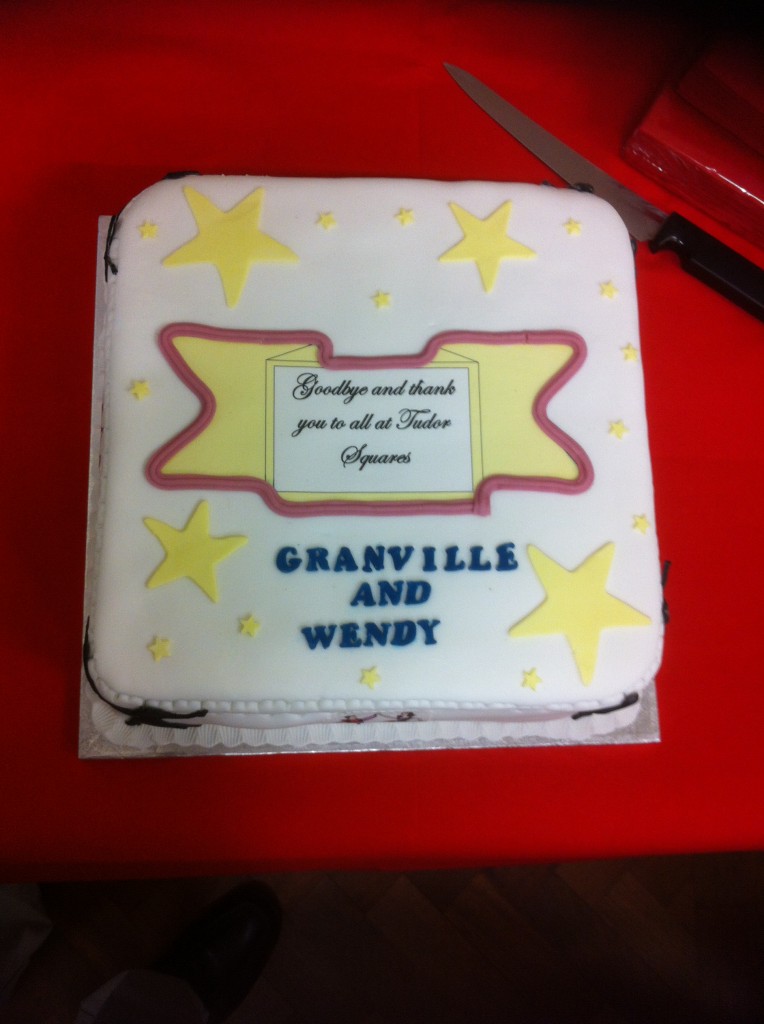 Goodbye and thank
you to all at Tudor
Squares
GRANVILLE
AND
WENDY